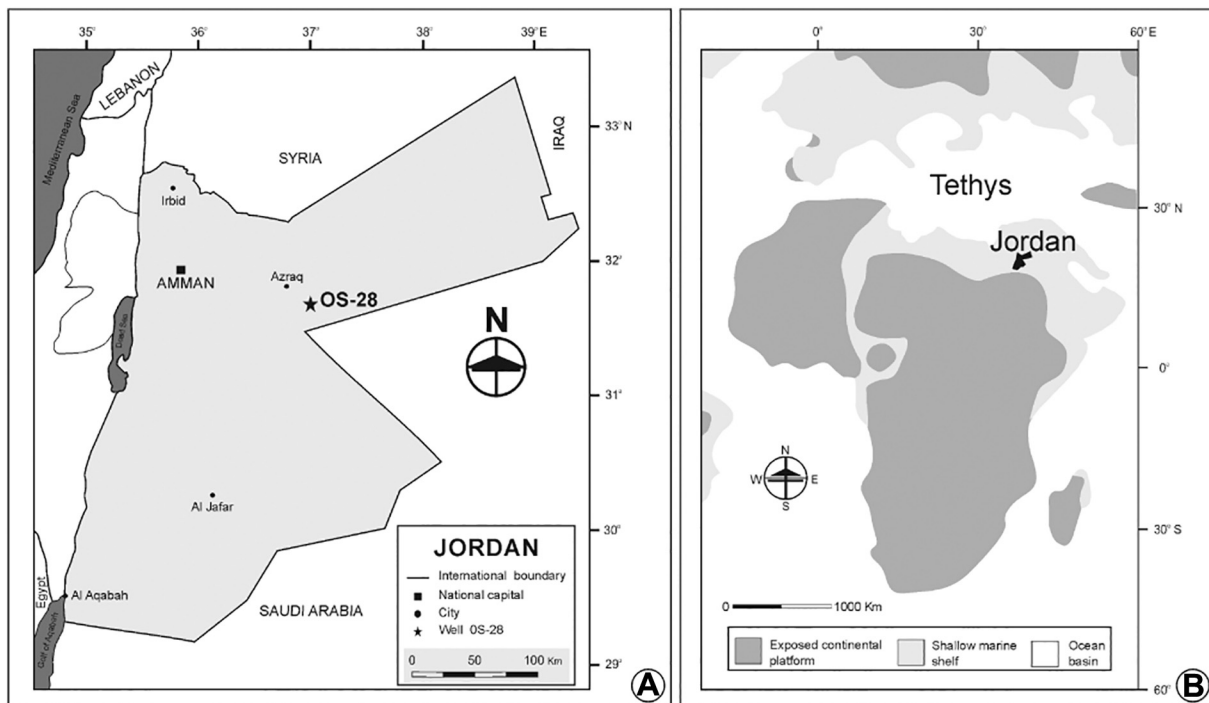 35°
36°
37°
38°
39°E
60°E
0°
30°
LEBANON
Mediterranean Sea
33°N
SYRIA
IRAQ
Irbid
Tethys
30°N
32°
Azraq
AMMAN
OS-28
Jordan
Dead Sea
N
0°
31°
N
W
E
S
Al Jafar
30°
30°S
JORDAN
International boundary
National capital
City
Well 0S-28
0 50 100 Km
Egypt
Al Aqabah
SAUDI ARABIA
Gulf of Aqabah
29°
A
0 1000 Km
Exposed continental
platform
Shallow marine
shelf
Ocean
basin
60°
B